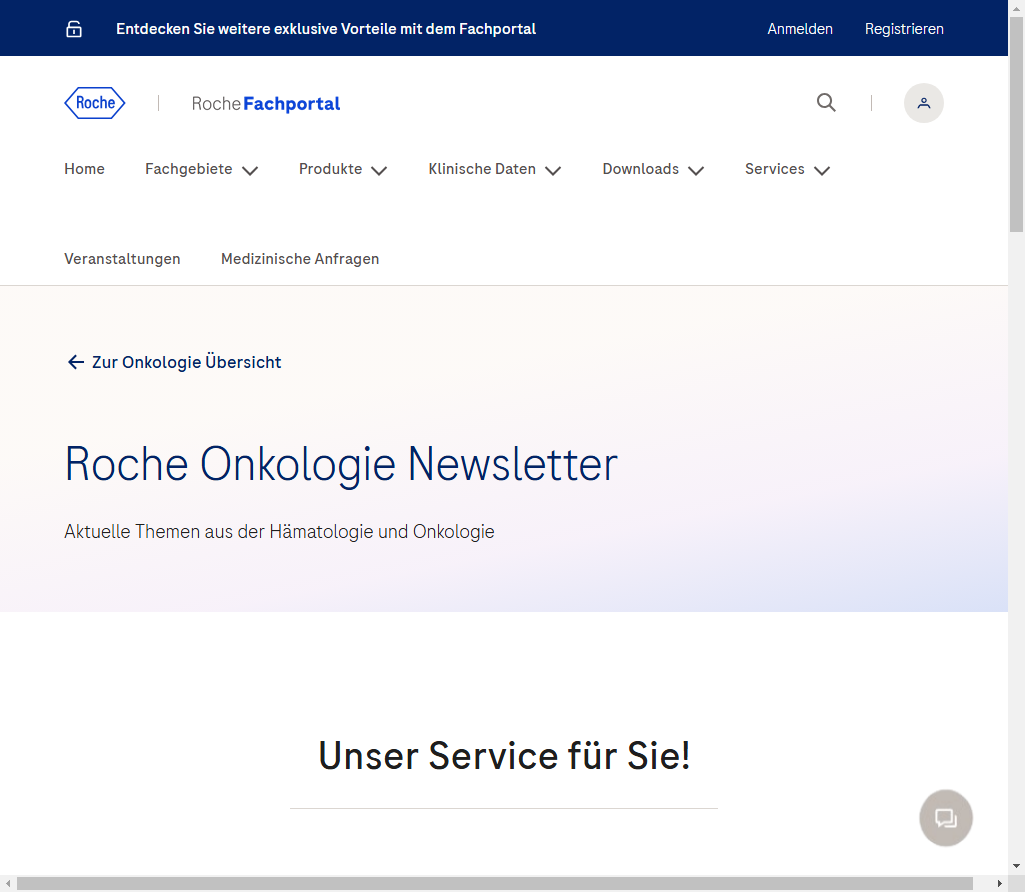 Entdecken Sie weitere exklusive Vorteile mit dem Fachportal
Anmelden
Registrieren
Roche
RocheFachportal
Home
Fachgebiete
Produkte
Klinische Daten
Downloads
Services
Veranstaltungen
Medizinische Anfragen
Zur Onkologie Übersicht
Roche Onkologie Newsletter
Aktuelle Themen aus der Hämatologie und Onkologie
Unser Service für Sie!